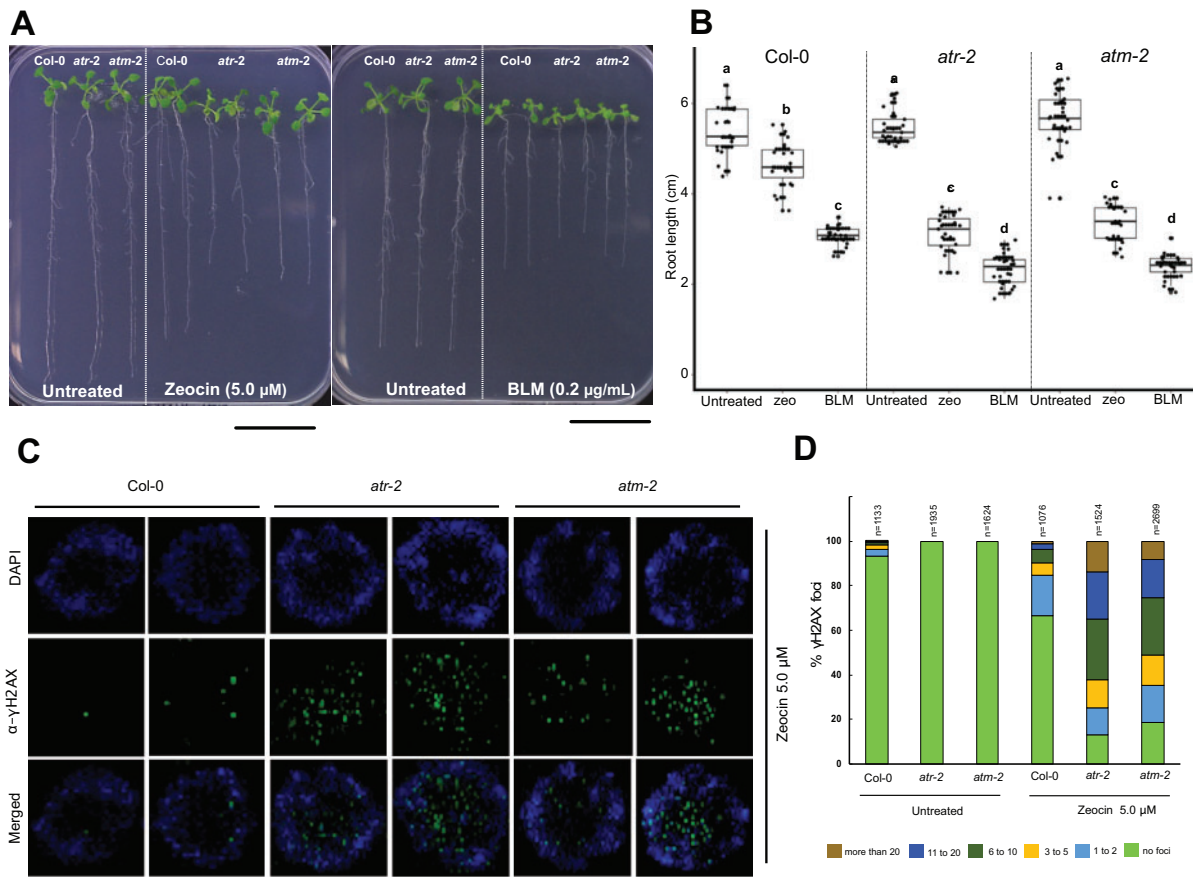 A
Col-0 atr-2 atm-2 Col-0 atr-2 atm-2
Untreated Zeocin (5.0 µM)
Col-0 atr-2 atm-2 Col-0 atr-2 atm-2
Untreated BLM (0.2 µg/mL)
B
Col-0 atr-2 atm-2
Root length (cm)
6
4
2
0
a b c a c d a c d
Untreated zeo BLM Untreated zeo BLM Untreated zeo BLM
C
Col-0 atr-2 atm-2
DAPI
α-γH2AX
Merged
Zeocin 5.0 µM
D
% γH2AX foci
100
80
60
40
20
0
n=1133 n=1935 n=1624 n=1076 n=1524 n=2699
Col-0 atr-2 atm-2 Col-0 atr-2 atm-2
Untreated Zeocin 5.0 µM
more than 20 11 to 20 6 to 10 3 to 5 1 to 2 no foci